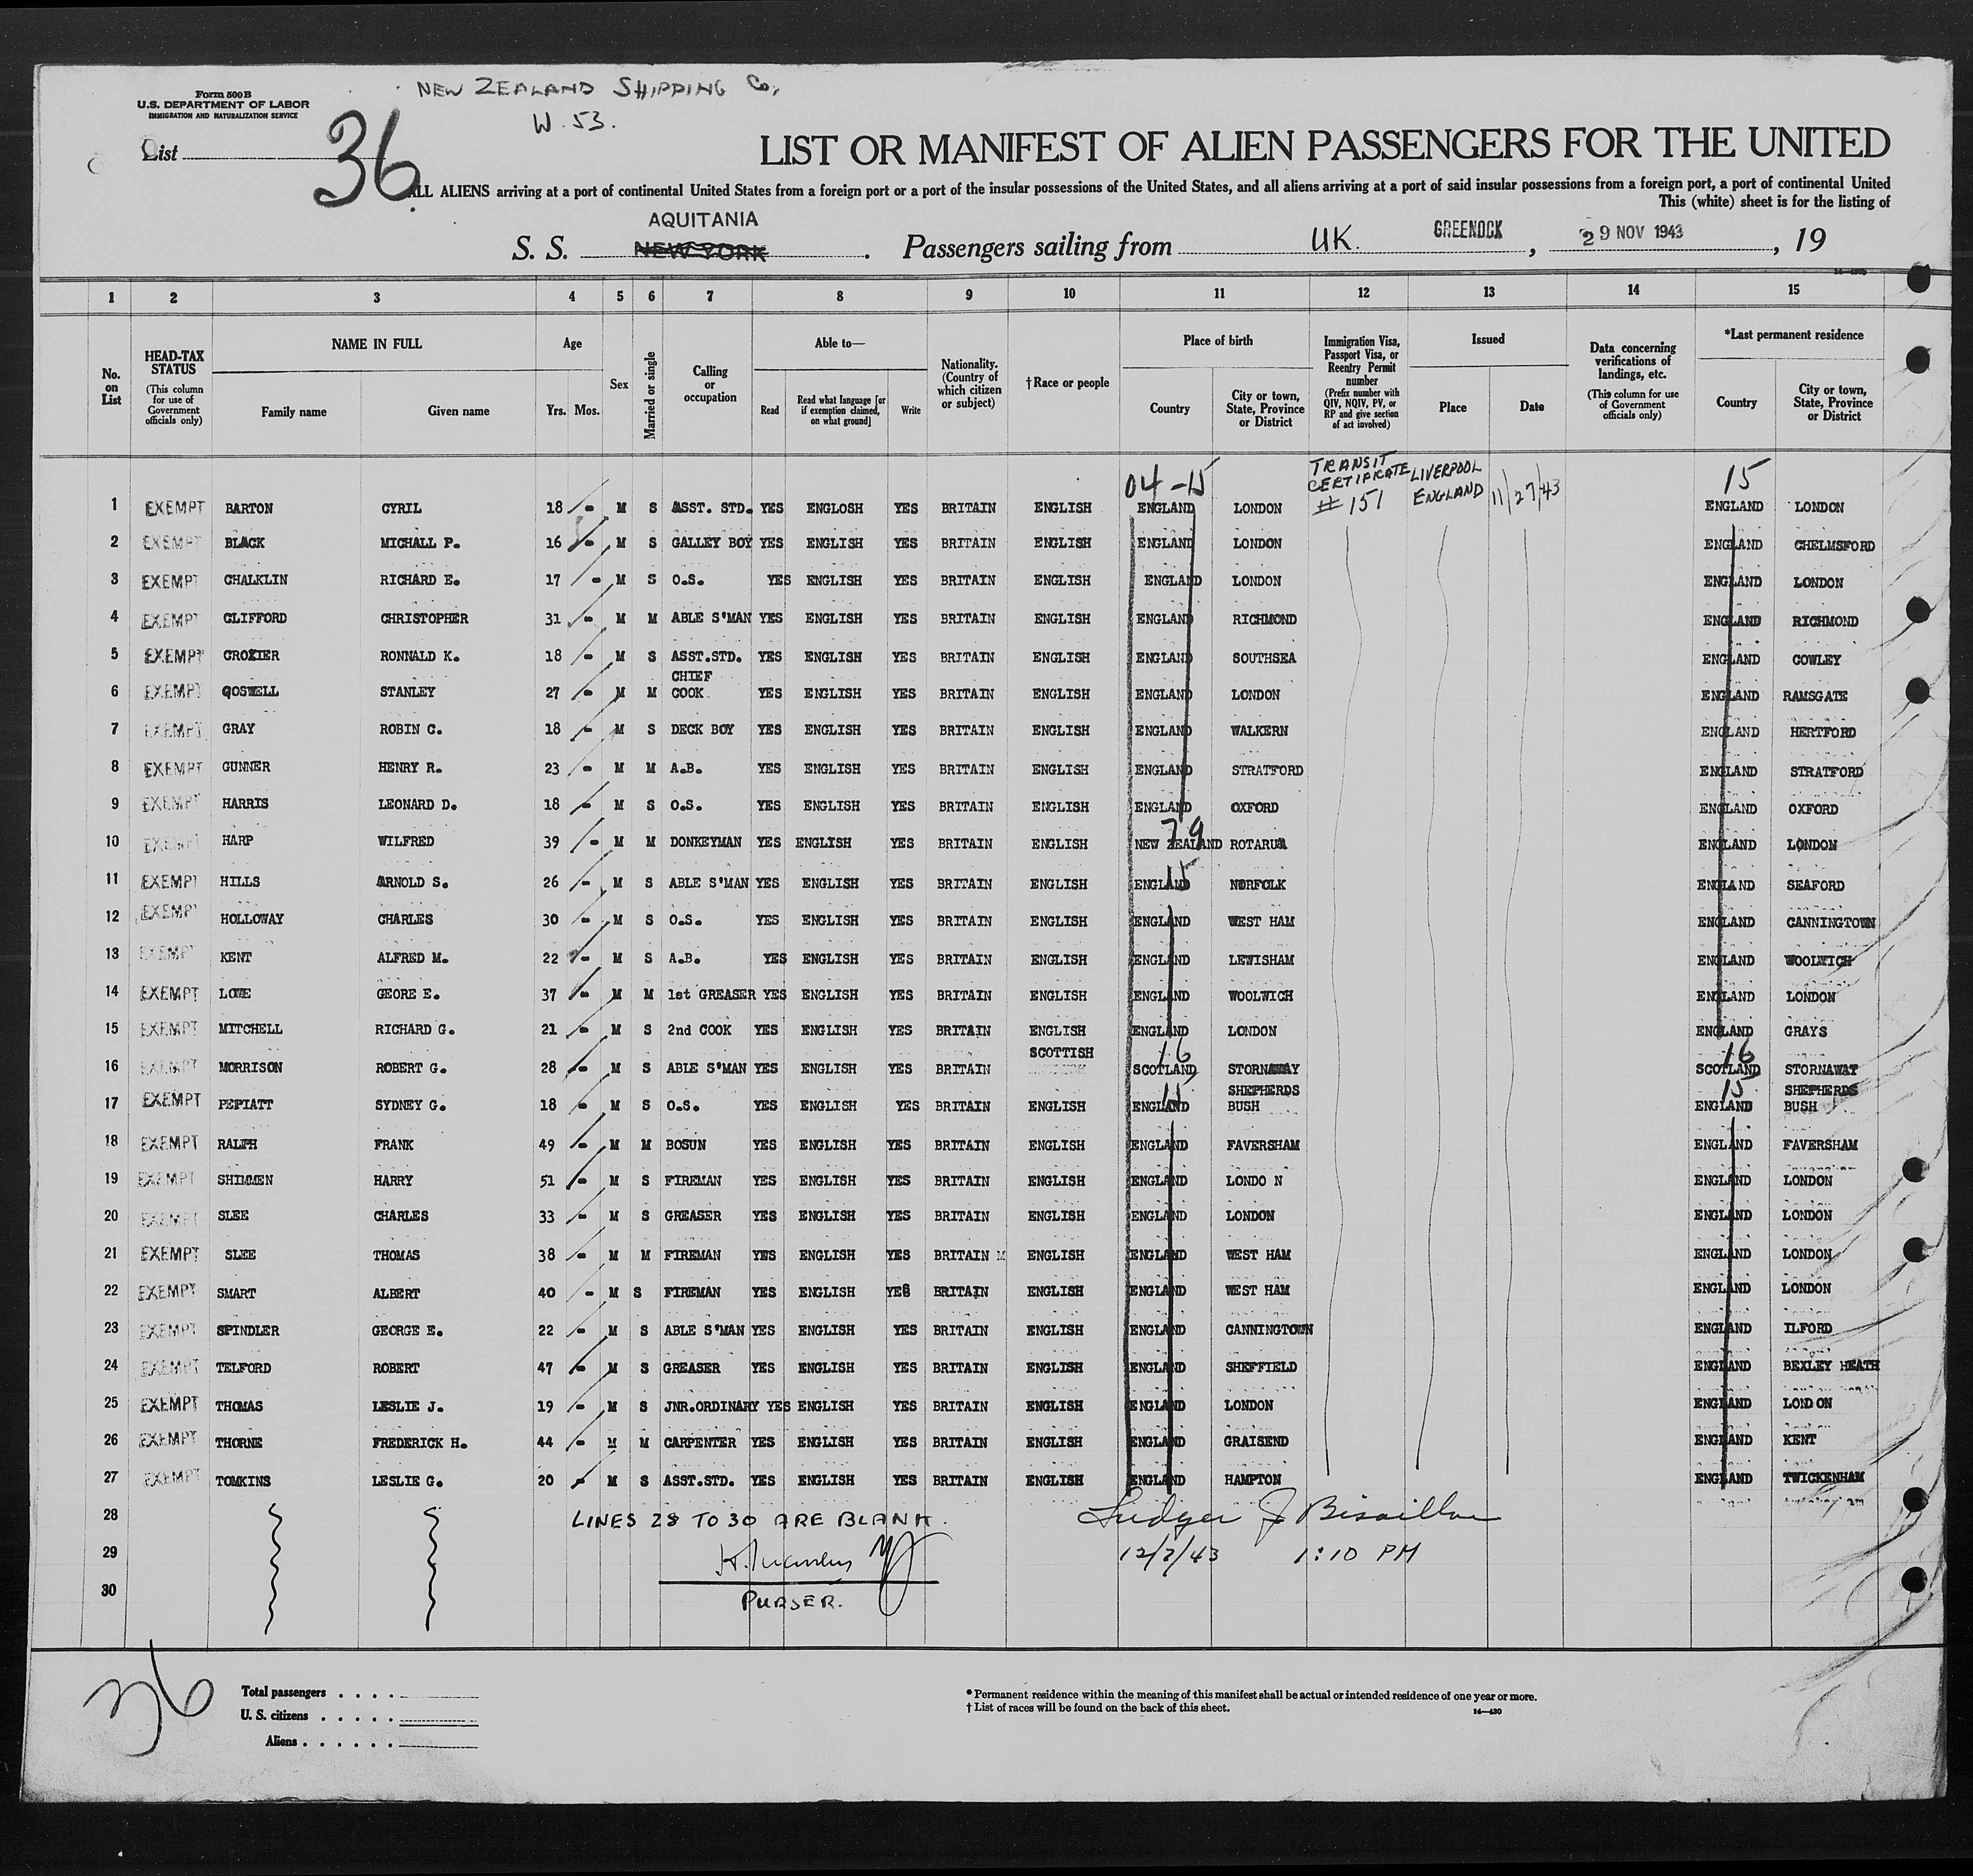 NEW ZEALAND SHIPPING Co,
W. 53.
Form 500B
U.S. DEPARTMENT OF LABOR
IMMIGRATION AND NATURALIZATION SERVICE
List 36
LIST OR MANIFEST OF ALIEN PASSENGERS FOR THE UNITED
ALL ALIENS arriving at a port of continental United States from a foreign port or a port of the insular possessions of the United States, and all aliens arriving at a port of said insular possessions from a foreign port, a port of continental United
This (white) sheet is for the listing of
AQUITANIA
S. S. NEW YORK . Passengers sailing from UK. GREENOCK , 29 NOV 1943 , 19
1 2 3 4 5 6 7 8 9 10 11 12 13 14 15
No. on List
HEAD-TAX STATUS (This column for use of Government officials only)
NAME IN FULL Family name Given name
Age Yrs. Mos.
Sex
Married or single
Calling or occupation
Able to— Read Read what language [or if exemption claimed, on what ground] Write
Nationality. (Country of which citizen or subject)
†Race or people
Place of birth Country City or town, State, Province or District
Immigration Visa, Passport Visa, or Reentry Permit number (Prefix number with QIV, NQIV, PV, or RP and give section of act involved)
Issued Place Date
Data concerning verifications of landings, etc. (This column for use of Government officials only)
*Last permanent residence Country City or town, State, Province or District
04-15 TRANSIT CERTIFICATE # 151 LIVERPOOL ENGLAND 11/27/43 15
1 EXEMPT BARTON CYRIL 18 - M S ASST. STD. YES ENGLOSH YES BRITAIN ENGLISH ENGLAND LONDON ENGLAND LONDON
2 EXEMPT BLACK MICHALL P. 16 - M S GALLEY BOY YES ENGLISH YES BRITAIN ENGLISH ENGLAND LONDON ENGLAND CHELMSFORD
3 EXEMPT CHALKLIN RICHARD E. 17 - M S O.S. YES ENGLISH YES BRITAIN ENGLISH ENGLAND LONDON ENGLAND LONDON
4 EXEMPT CLIFFORD CHRISTOPHER 31 - M M ABLE S'MAN YES ENGLISH YES BRITAIN ENGLISH ENGLAND RICHMOND ENGLAND RICHMOND
5 EXEMPT CROZIER RONNALD K. 18 - M S ASST.STD. YES ENGLISH YES BRITAIN ENGLISH ENGLAND SOUTHSEA ENGLAND COWLEY
6 EXEMPT GOSWELL STANLEY 27 - M M CHIEF COOK YES ENGLISH YES BRITAIN ENGLISH ENGLAND LONDON ENGLAND RAMSGATE
7 EXEMPT GRAY ROBIN C. 18 - M S DECK BOY YES ENGLISH YES BRITAIN ENGLISH ENGLAND WALKERN ENGLAND HERTFORD
8 EXEMPT GUNNER HENRY R. 23 - M M A.B. YES ENGLISH YES BRITAIN ENGLISH ENGLAND STRATFORD ENGLAND STRATFORD
9 EXEMPT HARRIS LEONARD D. 18 - M S O.S. YES ENGLISH YES BRITAIN ENGLISH ENGLAND OXFORD ENGLAND OXFORD
79
10 EXEMPT HARP WILFRED 39 - M M DONKEYMAN YES ENGLISH YES BRITAIN ENGLISH NEW ZEALAND ROTARUA ENGLAND LONDON
15
11 EXEMPT HILLS ARNOLD S. 26 - M S ABLE S'MAN YES ENGLISH YES BRITAIN ENGLISH ENGLAND NORFOLK ENGLAND SEAFORD
12 EXEMPT HOLLOWAY CHARLES 30 - M S O.S. YES ENGLISH YES BRITAIN ENGLISH ENGLAND WEST HAM ENGLAND CANNINGTOWN
13 EXEMPT KENT ALFRED M. 22 - M S A.B. YES ENGLISH YES BRITAIN ENGLISH ENGLAND LEWISHAM ENGLAND WOOLWICH
14 EXEMPT LOWE GEORE E. 37 - M M 1st GREASER YES ENGLISH YES BRITAIN ENGLISH ENGLAND WOOLWICH ENGLAND LONDON
15 EXEMPT MITCHELL RICHARD G. 21 - M S 2nd COOK YES ENGLISH YES BRITAIN ENGLISH ENGLAND LONDON ENGLAND GRAYS
16 16
16 EXEMPT MORRISON ROBERT G. 28 - M S ABLE S'MAN YES ENGLISH YES BRITAIN SCOTTISH SCOTLAND STORNAWAY SCOTLAND STORNAWAY
15 15
17 EXEMPT PEPIATT SYDNEY G. 18 - M S O.S. YES ENGLISH YES BRITAIN ENGLISH ENGLAND SHEPHERDS BUSH ENGLAND SHEPHERDS BUSH
18 EXEMPT RALPH FRANK 49 - M M BOSUN YES ENGLISH YES BRITAIN ENGLISH ENGLAND FAVERSHAM ENGLAND FAVERSHAM
19 EXEMPT SHIMMEN HARRY 51 - M S FIREMAN YES ENGLISH YES BRITAIN ENGLISH ENGLAND LONDO N ENGLAND LONDON
20 EXEMPT SLEE CHARLES 33 - M S GREASER YES ENGLISH YES BRITAIN ENGLISH ENGLAND LONDON ENGLAND LONDON
21 EXEMPT SLEE THOMAS 38 - M M FIREMAN YES ENGLISH YES BRITAIN M ENGLISH ENGLAND WEST HAM ENGLAND LONDON
22 EXEMPT SMART ALBERT 40 - M S FIREMAN YES ENGLISH YES BRITAIN ENGLISH ENGLAND WEST HAM ENGLAND LONDON
23 EXEMPT SPINDLER GEORGE E. 22 - M S ABLE S'MAN YES ENGLISH YES BRITAIN ENGLISH ENGLAND CANNINGTOWN ENGLAND ILFORD
24 EXEMPT TELFORD ROBERT 47 - M S GREASER YES ENGLISH YES BRITAIN ENGLISH ENGLAND SHEFFIELD ENGLAND BEXLEY HEATH
25 EXEMPT THOMAS LESLIE J. 19 - M S JNR.ORDINARY YES ENGLISH YES BRITAIN ENGLISH ENGLAND LONDON ENGLAND LONDON
26 EXEMPT THORNE FREDERICK H. 44 - M M CARPENTER YES ENGLISH YES BRITAIN ENGLISH ENGLAND GRAISEND ENGLAND KENT
27 EXEMPT TOMKINS LESLIE G. 20 - M S ASST.STD. YES ENGLISH YES BRITAIN ENGLISH ENGLAND HAMPTON ENGLAND TWICKENHAM
28 LINES 28 TO 30 ARE BLANK. Ludger J Bisaillon
29 12/7/43 1:10 PM
30 PURSER.
36
Total passengers
U. S. citizens
Aliens
* Permanent residence within the meaning of this manifest shall be actual or intended residence of one year or more.
† List of races will be found on the back of this sheet.
14—430